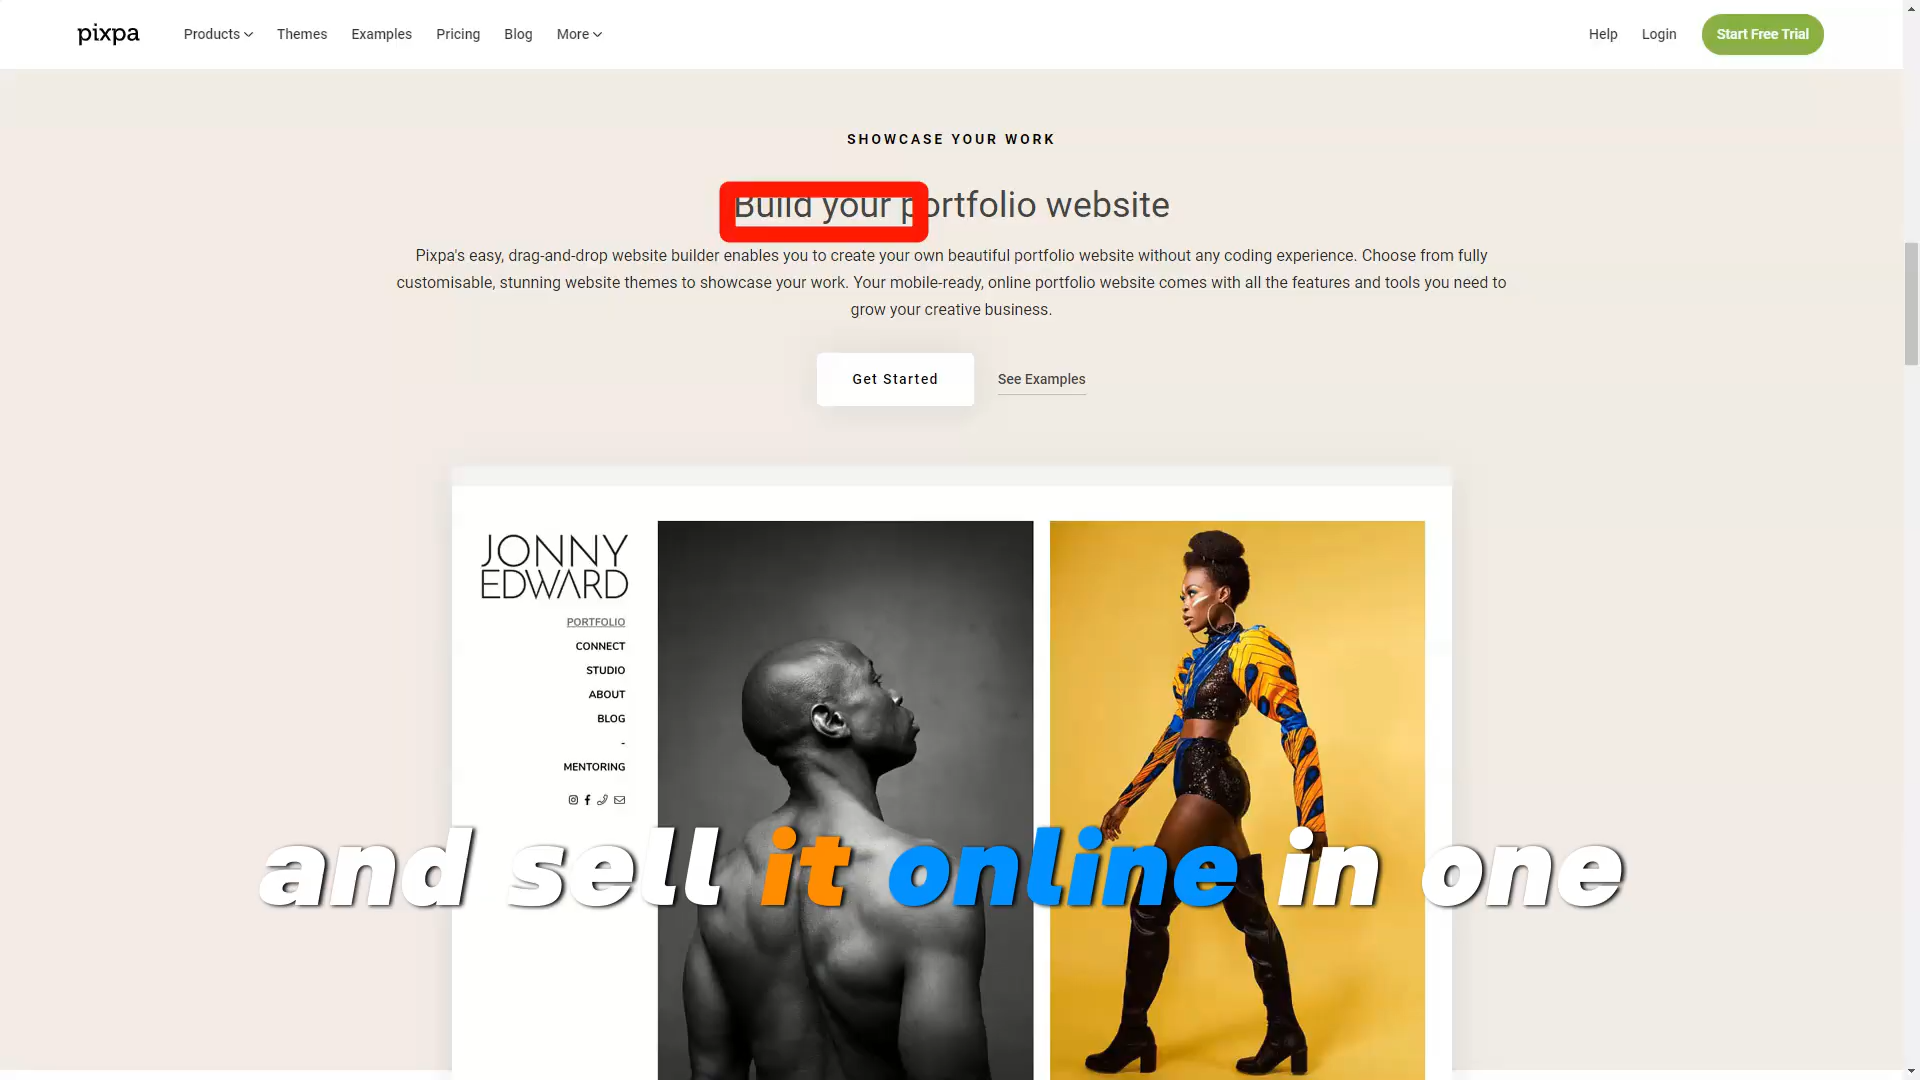 pixpa Products Themes Examples Pricing Blog More Help Login Start Free Trial
SHOWCASE YOUR WORK
Build your portfolio website
Pixpa's easy, drag-and-drop website builder enables you to create your own beautiful portfolio website without any coding experience. Choose from fully
customisable, stunning website themes to showcase your work. Your mobile-ready, online portfolio website comes with all the features and tools you need to
grow your creative business.
Get Started See Examples
JONNY
EDWARD
PORTFOLIO
CONNECT
STUDIO
ABOUT
BLOG
-
MENTORING
and sell it online in one